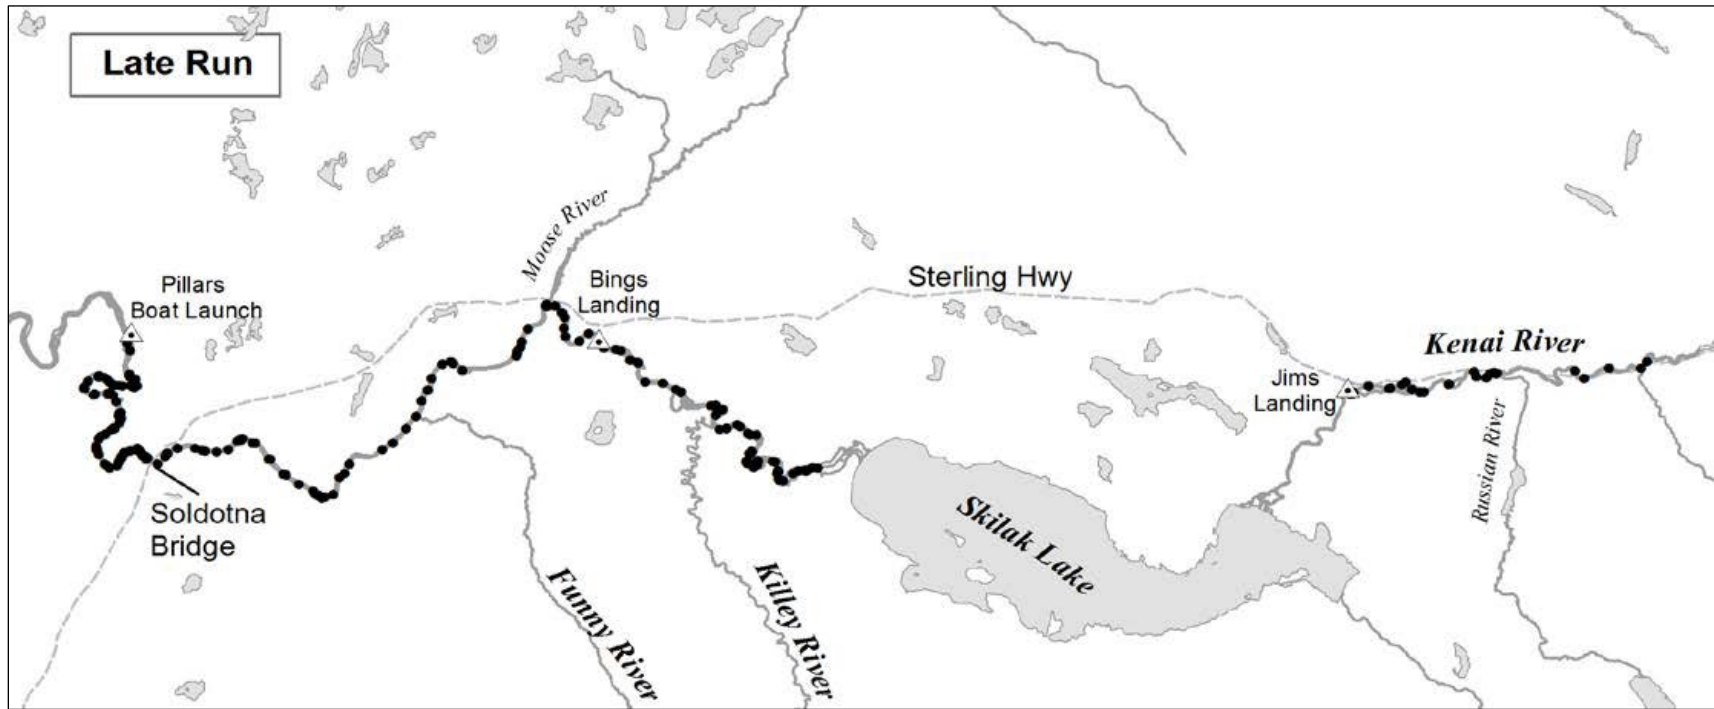 Late Run
Moose River
Pillars
Boat Launch
Bings
Landing
Sterling Hwy
Kenai River
Jims
Landing
Russian River
Soldotna
Bridge
Skilak Lake
Funny River
Killey River